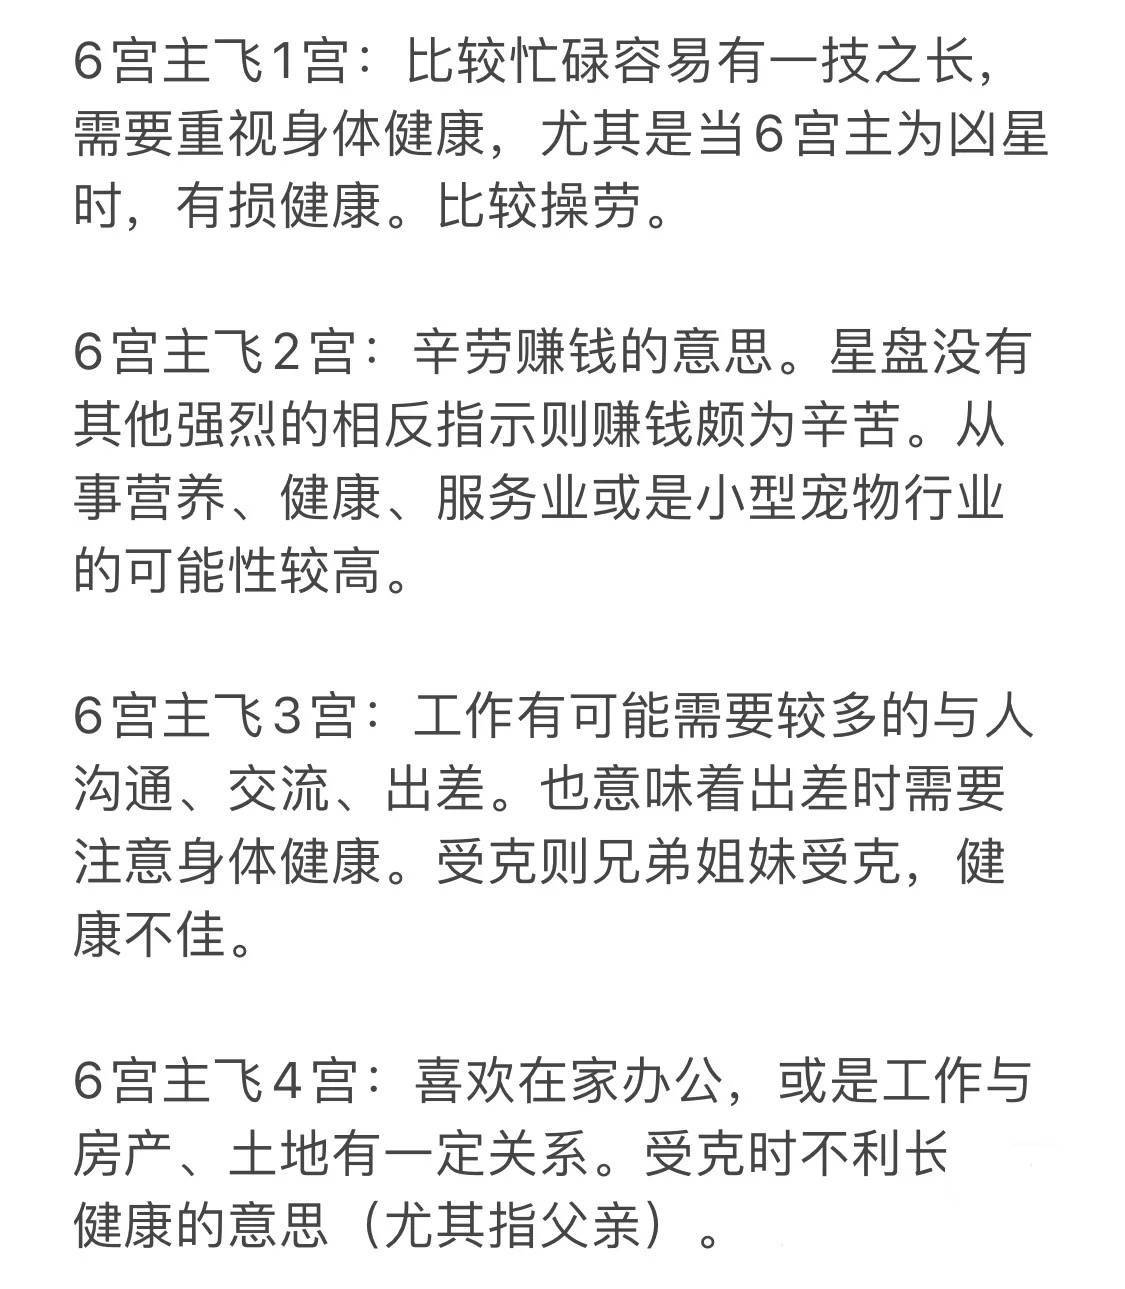 6宫主飞1宫：比较忙碌容易有一技之长，
需要重视身体健康，尤其是当6宫主为凶星
时，有损健康。比较操劳。
6宫主飞2宫：辛劳赚钱的意思。星盘没有
其他强烈的相反指示则赚钱颇为辛苦。从
事营养、健康、服务业或是小型宠物行业
的可能性较高。
6宫主飞3宫：工作有可能需要较多的与人
沟通、交流、出差。也意味着出差时需要
注意身体健康。受克则兄弟姐妹受克，健
康不佳。
6宫主飞4宫：喜欢在家办公，或是工作与
房产、土地有一定关系。受克时不利长
健康的意思（尤其指父亲）。